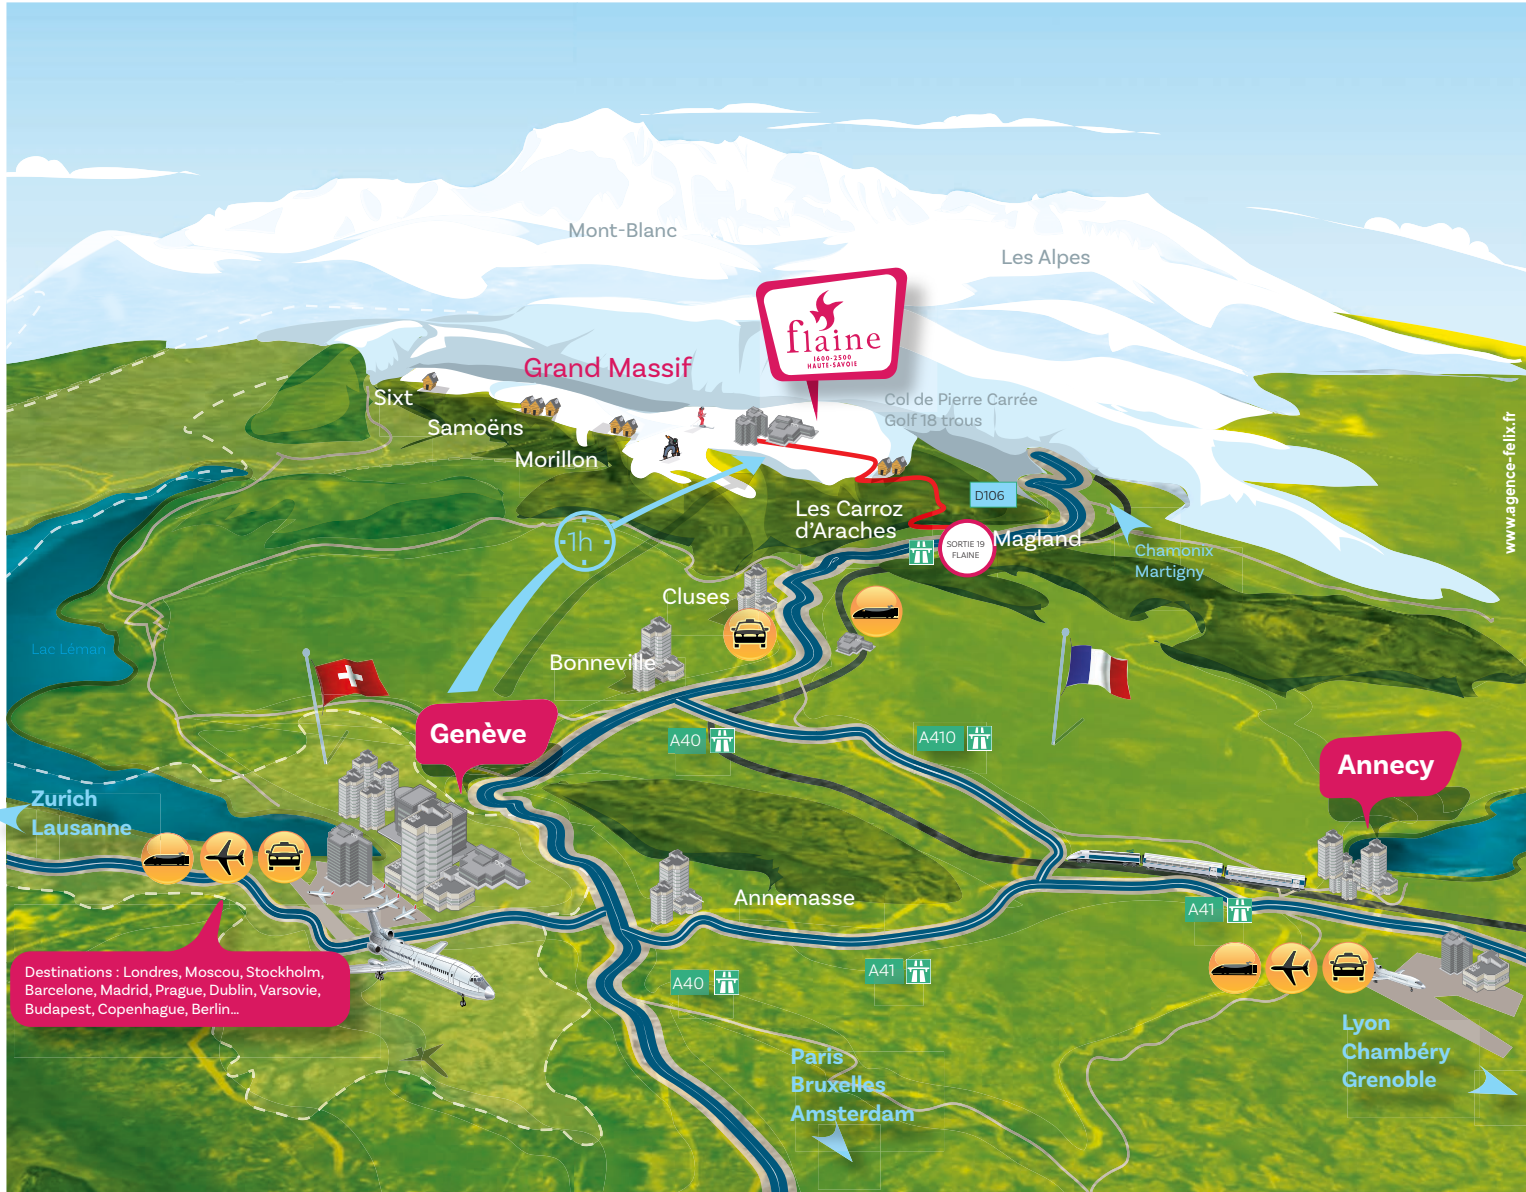 Mont-Blanc
Les Alpes
flaine
1600-2500
HAUTE-SAVOIE
Grand Massif
Sixt
Samoëns
Morillon
Col de Pierre Carrée
Golf 18 trous
www.agence-felix.fr
D106
Les Carroz
d'Araches
SORTIE 19
FLAINE
Magland
Chamonix
Martigny
1h
Cluses
Bonneville
Lac Léman
Genève
A40
A410
Annecy
Zurich
Lausanne
Annemasse
A41
Destinations : Londres, Moscou, Stockholm,
Barcelone, Madrid, Prague, Dublin, Varsovie,
Budapest, Copenhague, Berlin...
A40
A41
Lyon
Chambéry
Grenoble
Paris
Bruxelles
Amsterdam